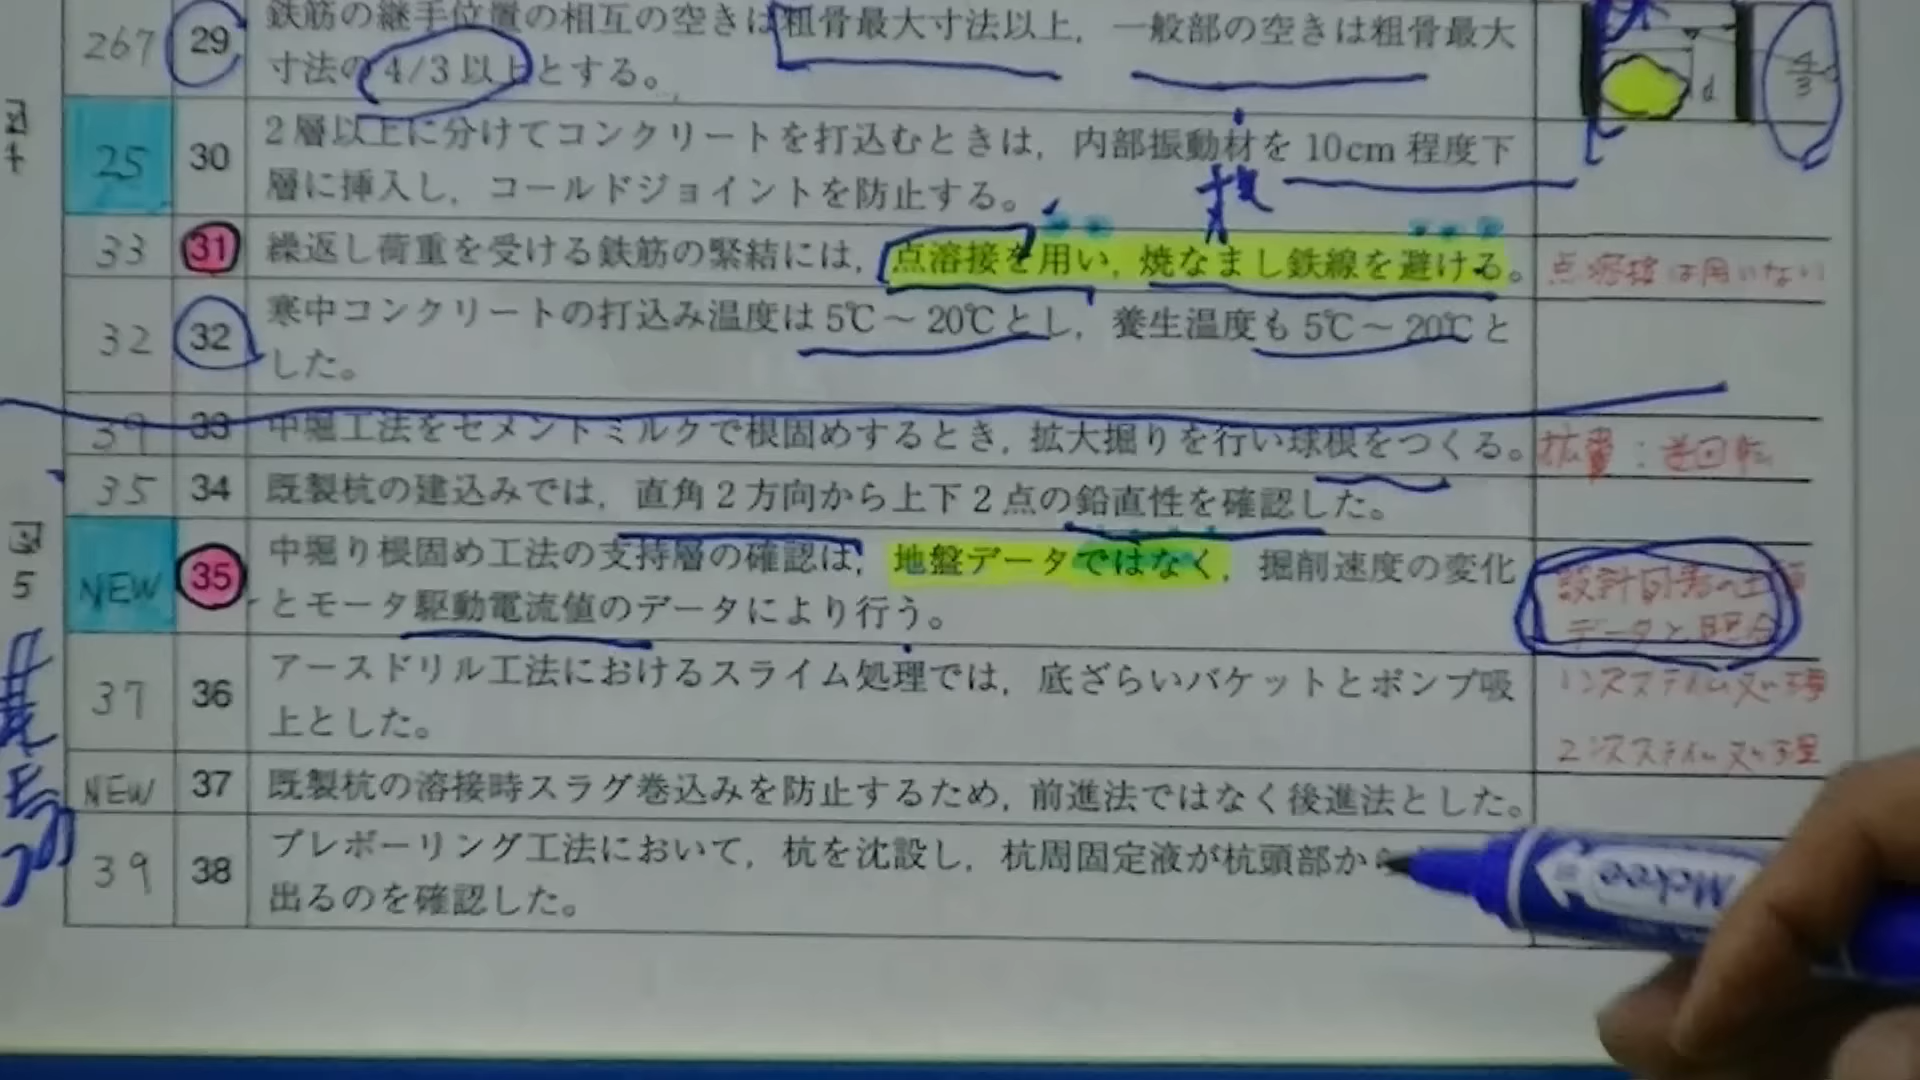 267 29 鉄筋の継手位置の相互の空きは粗骨最大寸法以上，一般部の空きは粗骨最大
寸法の4/3以上とする。
d
4/3
25 30 2層以上に分けてコンクリートを打込むときは，内部振動材を10cm程度下
層に挿入し，コールドジョイントを防止する。
33 31 繰返し荷重を受ける鉄筋の緊結には，点溶接を用い，焼なまし鉄線を避ける。 点溶接は用いない
32 32 寒中コンクリートの打込み温度は5℃～20℃とし，養生温度も5℃～20℃と
した。
39 33 中堀工法をセメントミルクで根固めするとき，拡大掘りを行い球根をつくる。
35 34 既製杭の建込みでは，直角2方向から上下2点の鉛直性を確認した。
NEW 35 中堀り根固め工法の支持層の確認は，地盤データではなく，掘削速度の変化
とモータ駆動電流値のデータにより行う。
データと照合
5
37 36 アースドリル工法におけるスライム処理では，底ざらいバケットとポンプ吸
上とした。
1次スライム処理
2次スライム処理
NEW 37 既製杭の溶接時スラグ巻込みを防止するため，前進法ではなく後進法とした。
39 38 プレボーリング工法において，杭を沈設し，杭周固定液が杭頭部から
出るのを確認した。
Mckee